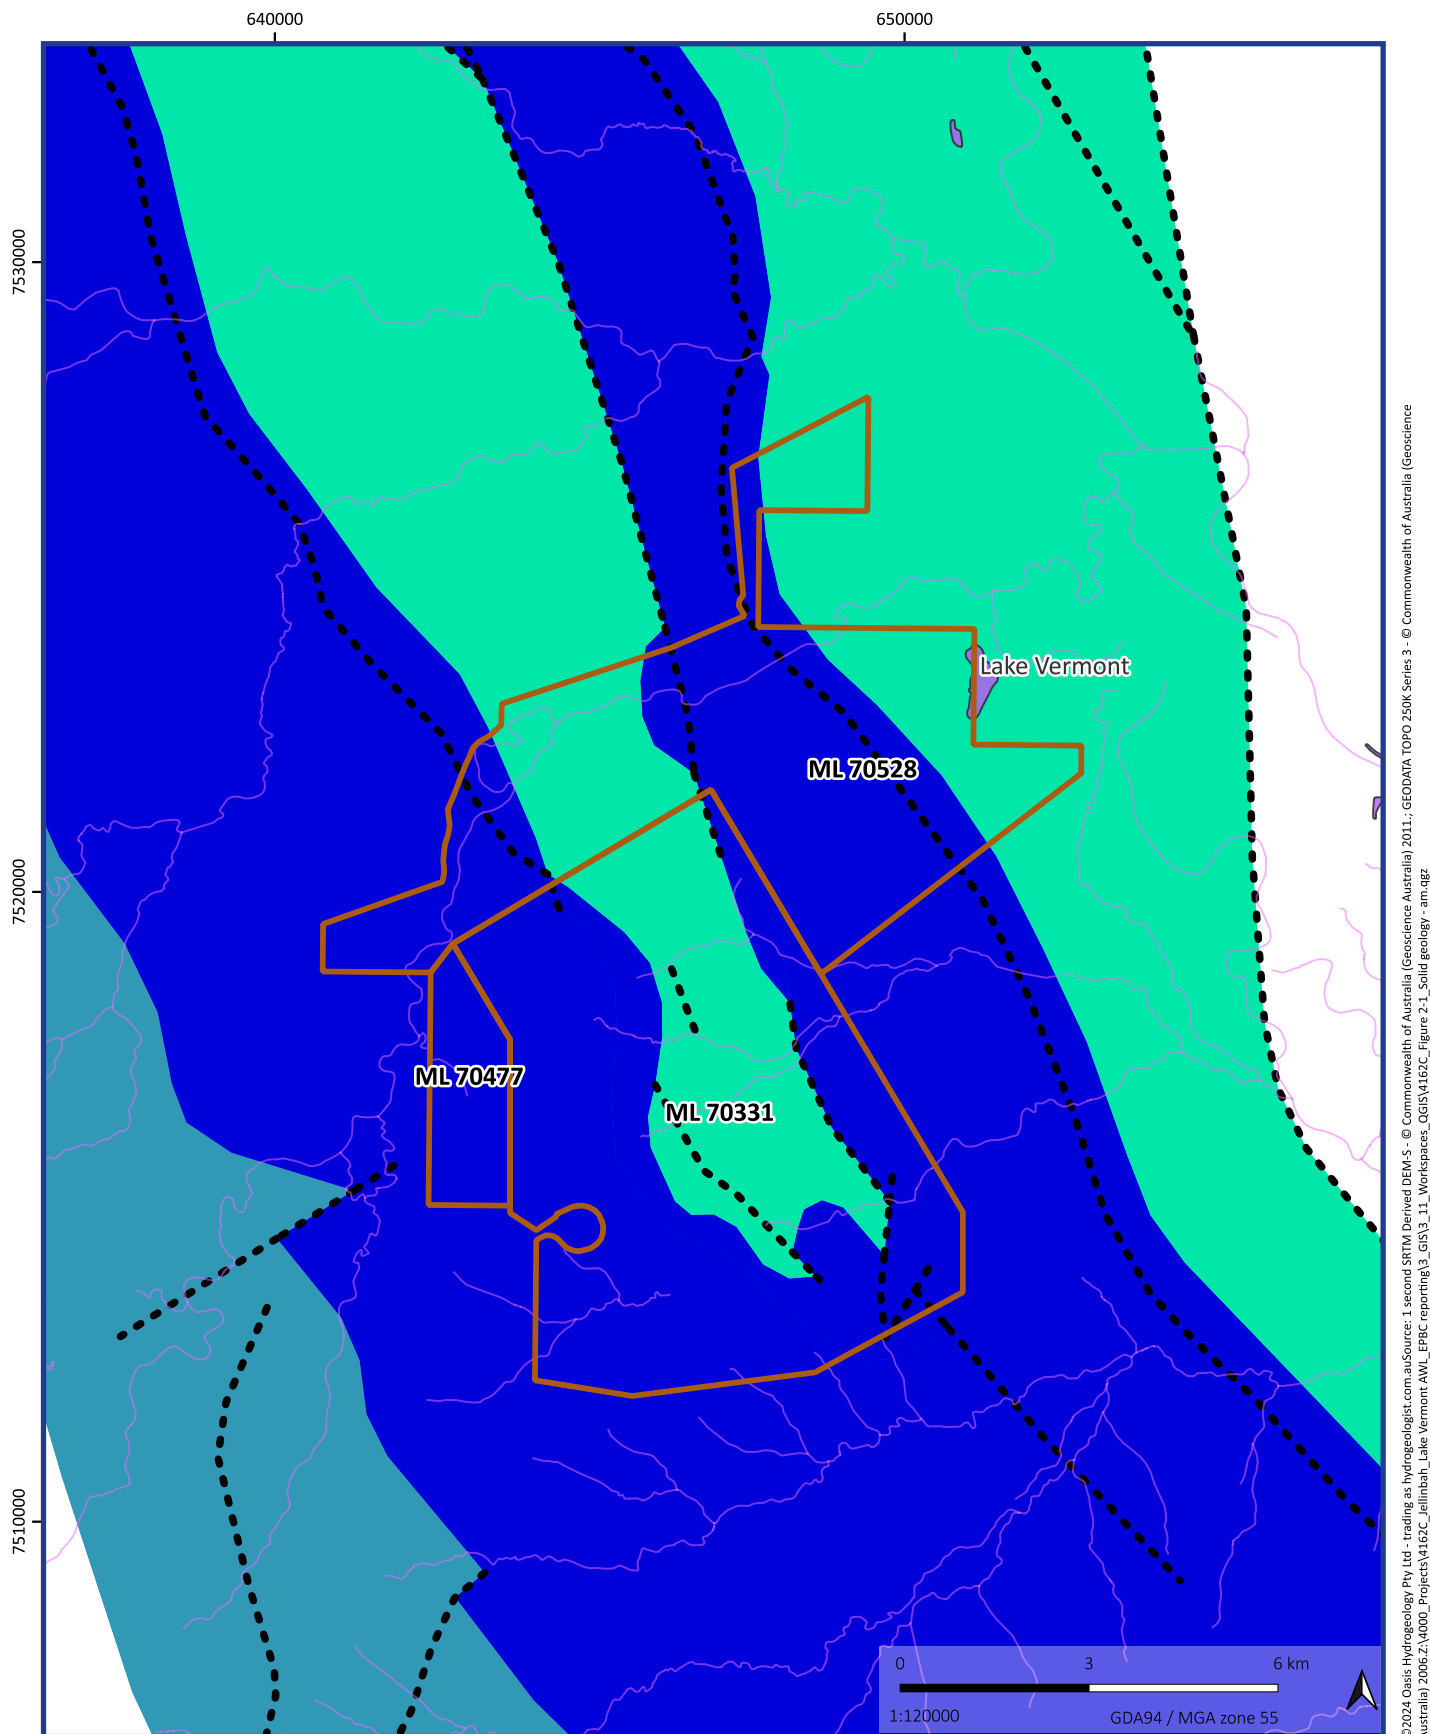 640000
650000
7530000
7520000
7510000
Lake Vermont
ML 70528
ML 70477
ML 70331
0
3
6 km
1:120000
GDA94 / MGA zone 55
©2024 Oasis Hydrogeology Pty Ltd - trading as hydrogeologist.com.auSource: 1 second SRTM Derived DEM-S - © Commonwealth of Australia (Geoscience Australia) 2011.; GEODATA TOPO 250K Series 3 - © Commonwealth of Australia (Geoscience
ustralia) 2006.Z:\4000_Projects\4162C_Jellinbah_Lake Vermont AWL_EPBC reporting\3_GIS\3_11_Workspaces_QGIS\4162C_Figure 2-1_Solid geology - am.qgz